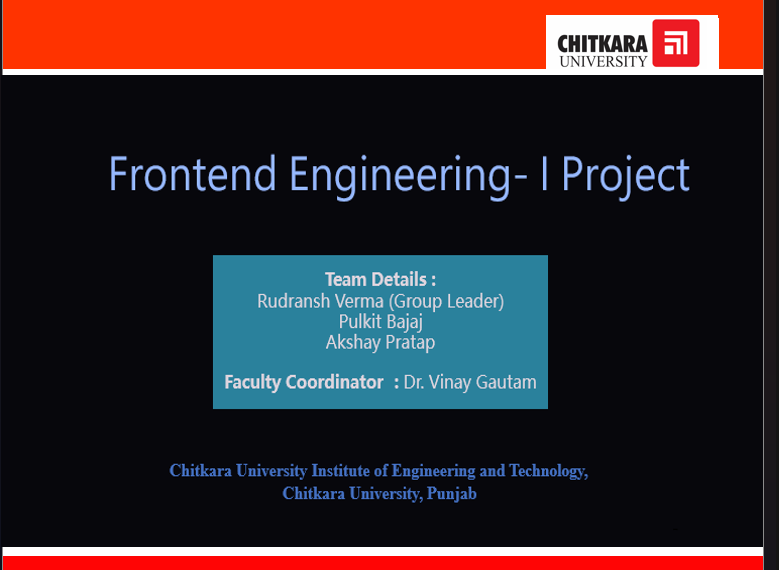 CHITKARA
UNIVERSITY
Frontend Engineering- I Project
Team Details :
Rudransh Verma (Group Leader)
Pulkit Bajaj
Akshay Pratap
Faculty Coordinator : Dr. Vinay Gautam
Chitkara University Institute of Engineering and Technology,
Chitkara University, Punjab